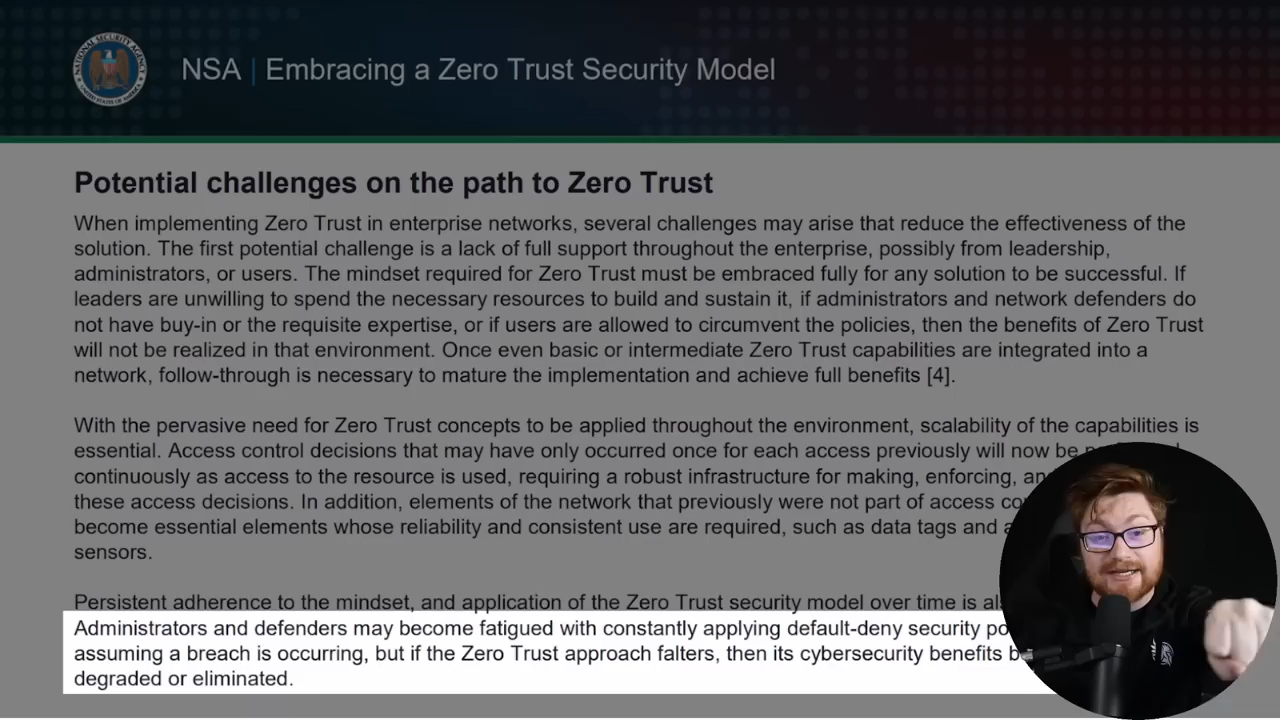 NSA | Embracing a Zero Trust Security Model
Potential challenges on the path to Zero Trust
When implementing Zero Trust in enterprise networks, several challenges may arise that reduce the effectiveness of the
solution. The first potential challenge is a lack of full support throughout the enterprise, possibly from leadership,
administrators, or users. The mindset required for Zero Trust must be embraced fully for any solution to be successful. If
leaders are unwilling to spend the necessary resources to build and sustain it, if administrators and network defenders do
not have buy-in or the requisite expertise, or if users are allowed to circumvent the policies, then the benefits of Zero Trust
will not be realized in that environment. Once even basic or intermediate Zero Trust capabilities are integrated into a
network, follow-through is necessary to mature the implementation and achieve full benefits [4].
With the pervasive need for Zero Trust concepts to be applied throughout the environment, scalability of the capabilities is
essential. Access control decisions that may have only occurred once for each access previously will now be
continuously as access to the resource is used, requiring a robust infrastructure for making, enforcing,
these access decisions. In addition, elements of the network that previously were not part of access
become essential elements whose reliability and consistent use are required, such as data tags and
sensors.
Persistent adherence to the mindset, and application of the Zero Trust security model over time is
Administrators and defenders may become fatigued with constantly applying default-deny security
assuming a breach is occurring, but if the Zero Trust approach falters, then its cybersecurity benefits
degraded or eliminated.